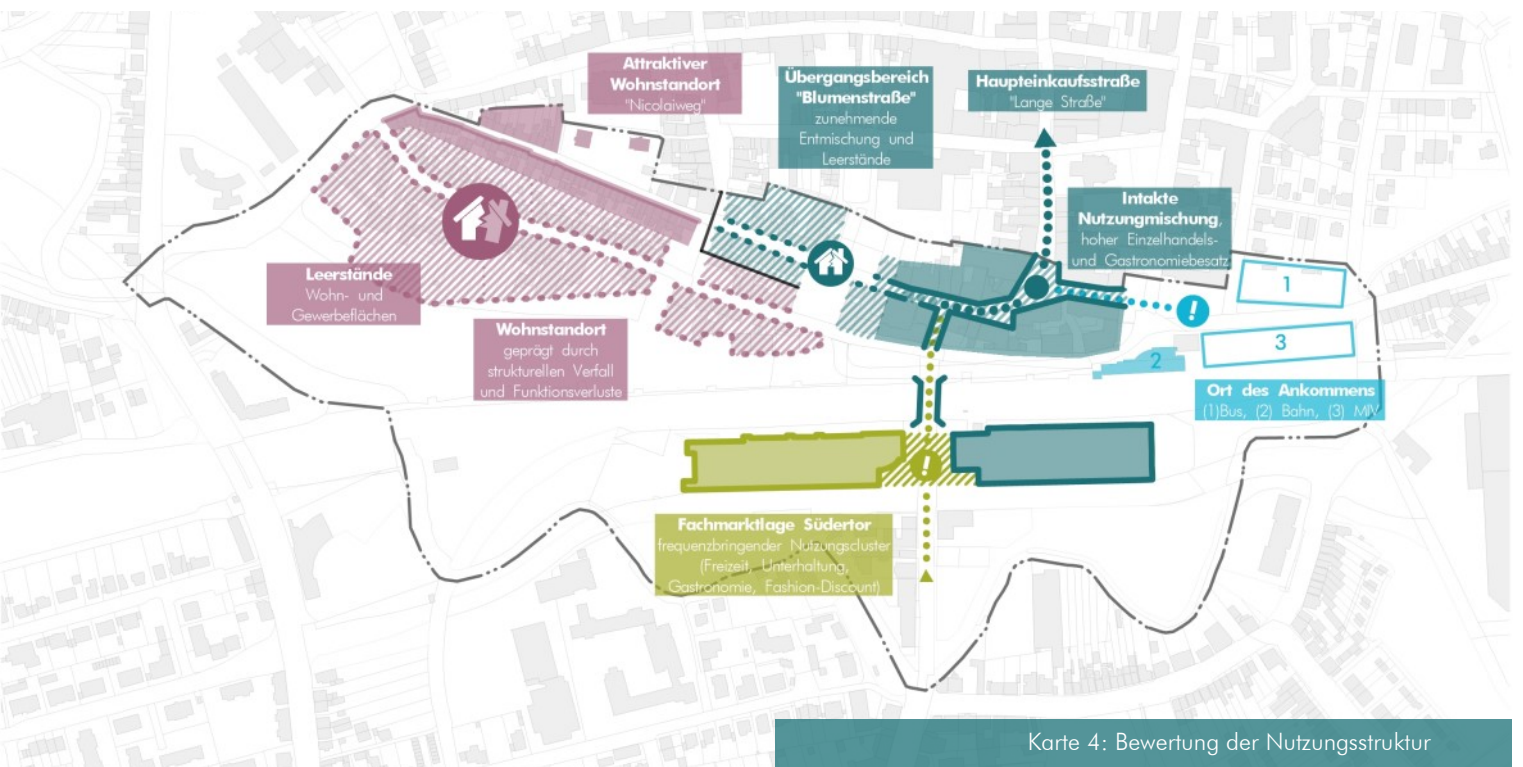 Attraktiver
Wohnstandort
"Nicolaiweg"
Übergangsbereich
"Blumenstraße"
zunehmende
Entmischung und
Leerstände
Haupteinkaufsstraße
"Lange Straße"
Intakte
Nutzungmischung,
hoher Einzelhandels-
und Gastronomiebesatz
Leerstände
Wohn- und
Gewerbeflächen
Wohnstandort
geprägt durch
strukturellen Verfall
und Funktionsverluste
!
1
2
3
Ort des Ankommens
(1)Bus, (2) Bahn, (3) MIV
!
Fachmarktlage Südertor
frequenzbringender Nutzungscluster
(Freizeit, Unterhaltung,
Gastronomie, Fashion-Discount)
Karte 4: Bewertung der Nutzungsstruktur